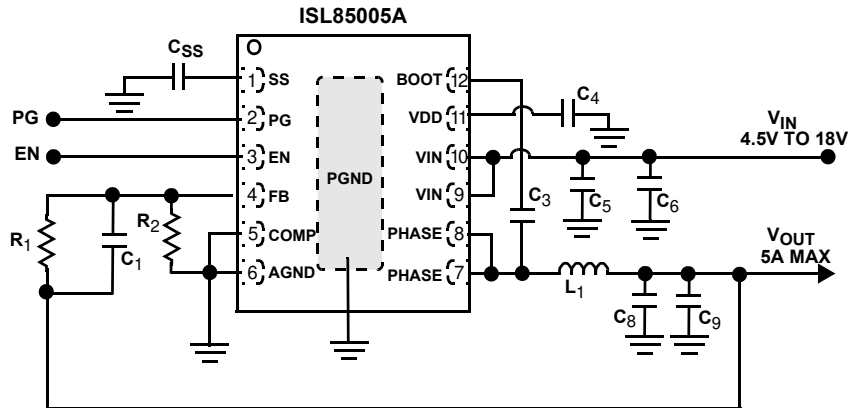 ISL85005A
CSS
1 SS
BOOT 12
PG
2 PG
VDD 11
C4
EN
3 EN
VIN 10
VIN
4.5V TO 18V
4 FB
PGND
VIN 9
C3
C5
C6
R1
C1
R2
5 COMP
PHASE 8
VOUT
5A MAX
6 AGND
PHASE 7
L1
C8
C9